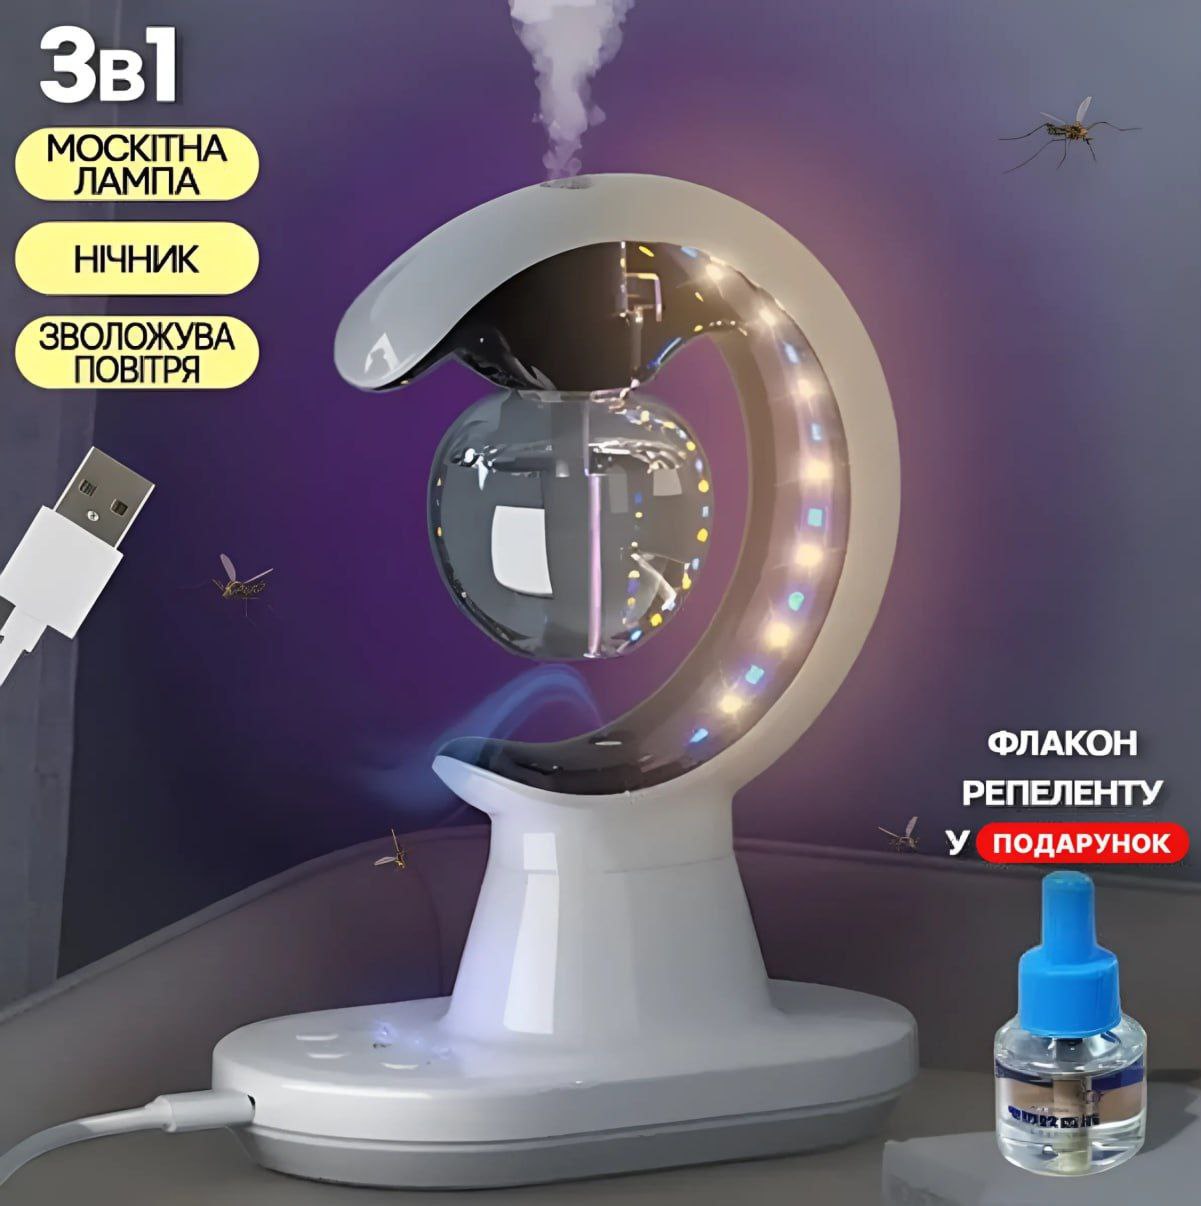 3в1
МОСКІТНА
ЛАМПА
НІЧНИК
ЗВОЛОЖУВА
ПОВІТРЯ
ФЛАКОН
РЕПЕЛЕНТУ
У ПОДАРУНОК